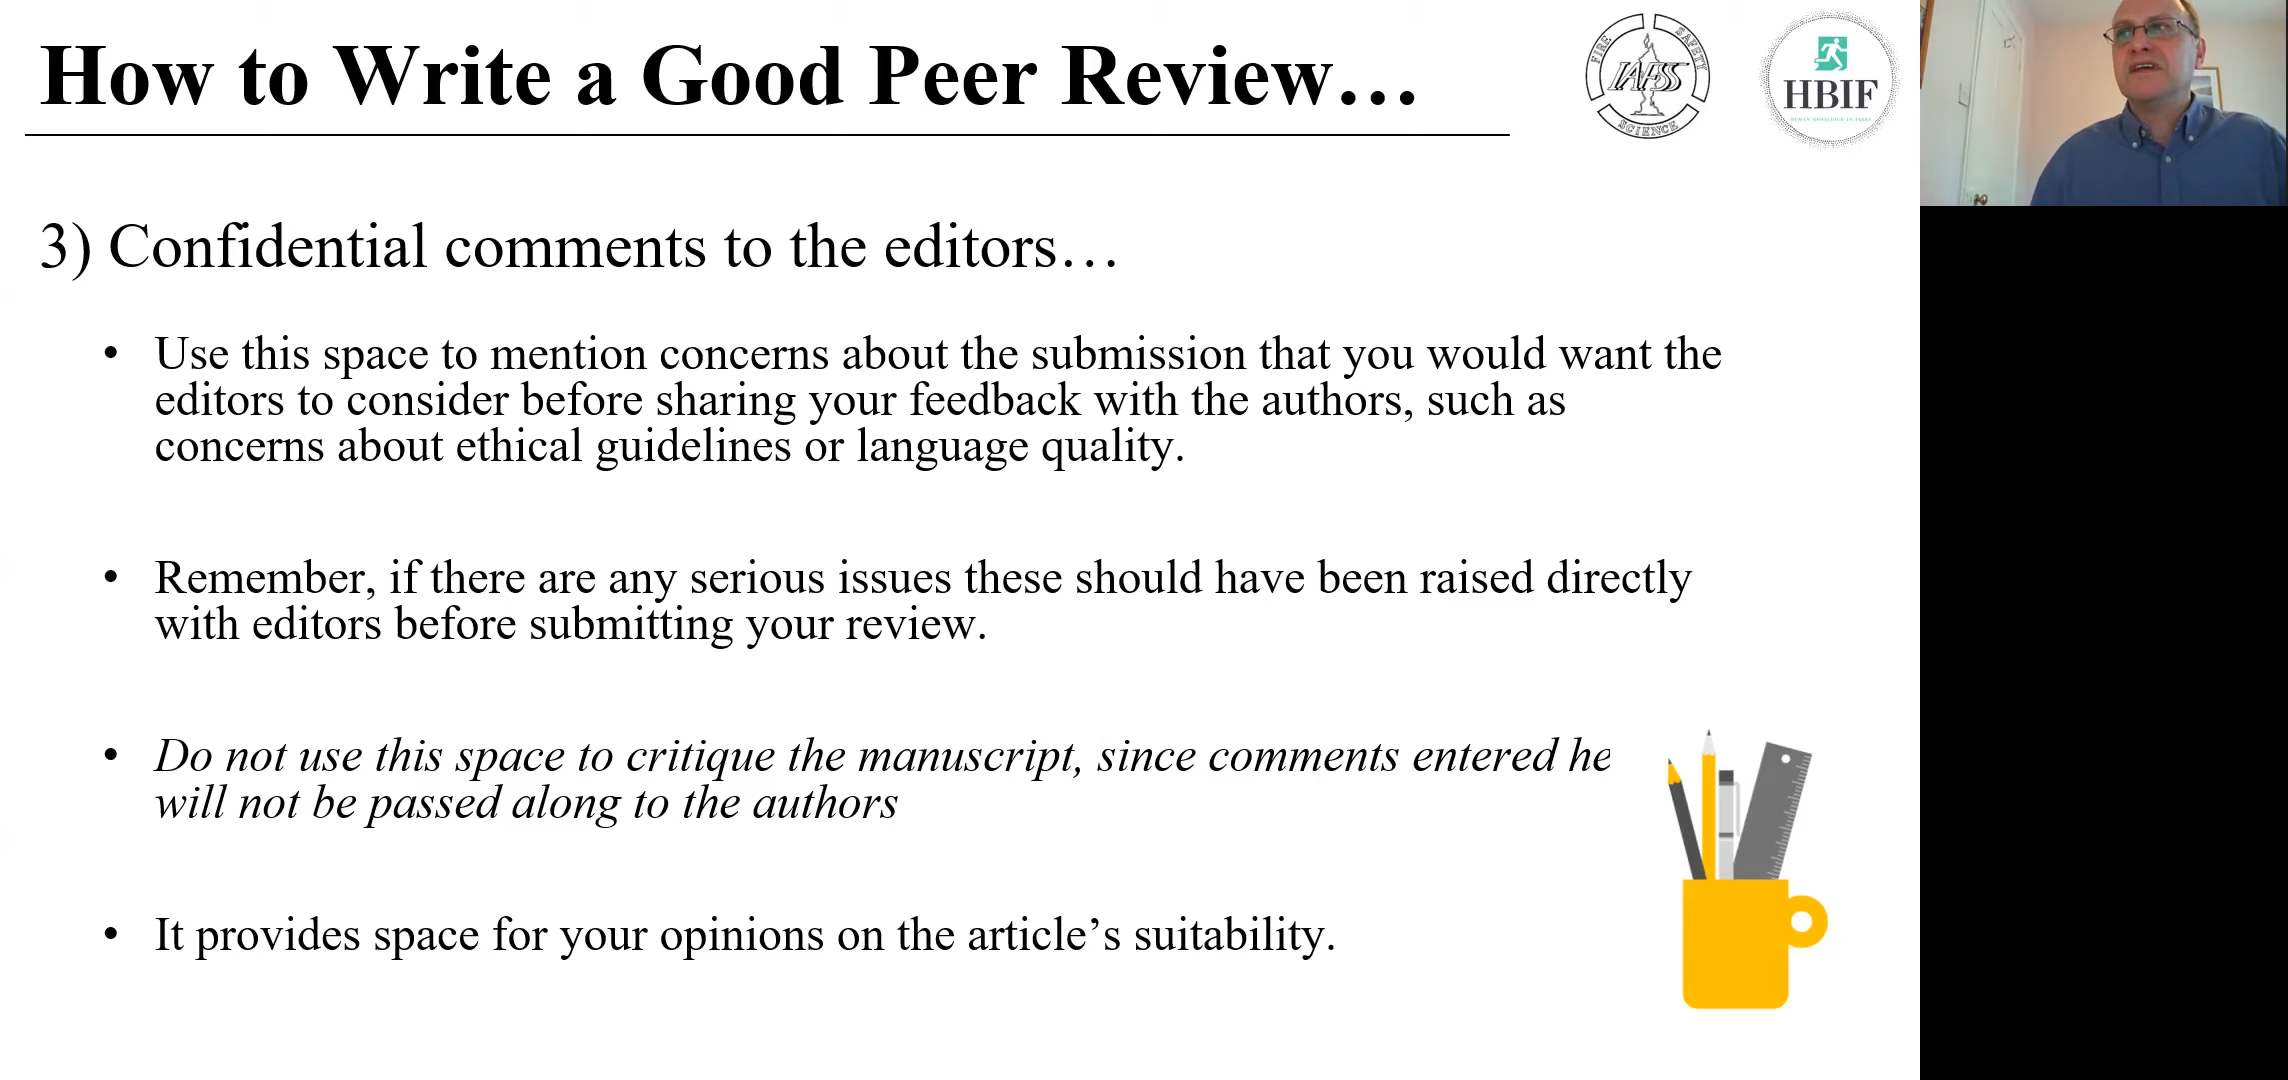 How to Write a Good Peer Review…
FIRE SAFETY
IAFSS
SCIENCE
HBIF
3) Confidential comments to the editors…
• Use this space to mention concerns about the submission that you would want the
editors to consider before sharing your feedback with the authors, such as
concerns about ethical guidelines or language quality.
• Remember, if there are any serious issues these should have been raised directly
with editors before submitting your review.
• Do not use this space to critique the manuscript, since comments entered he
will not be passed along to the authors
• It provides space for your opinions on the article’s suitability.